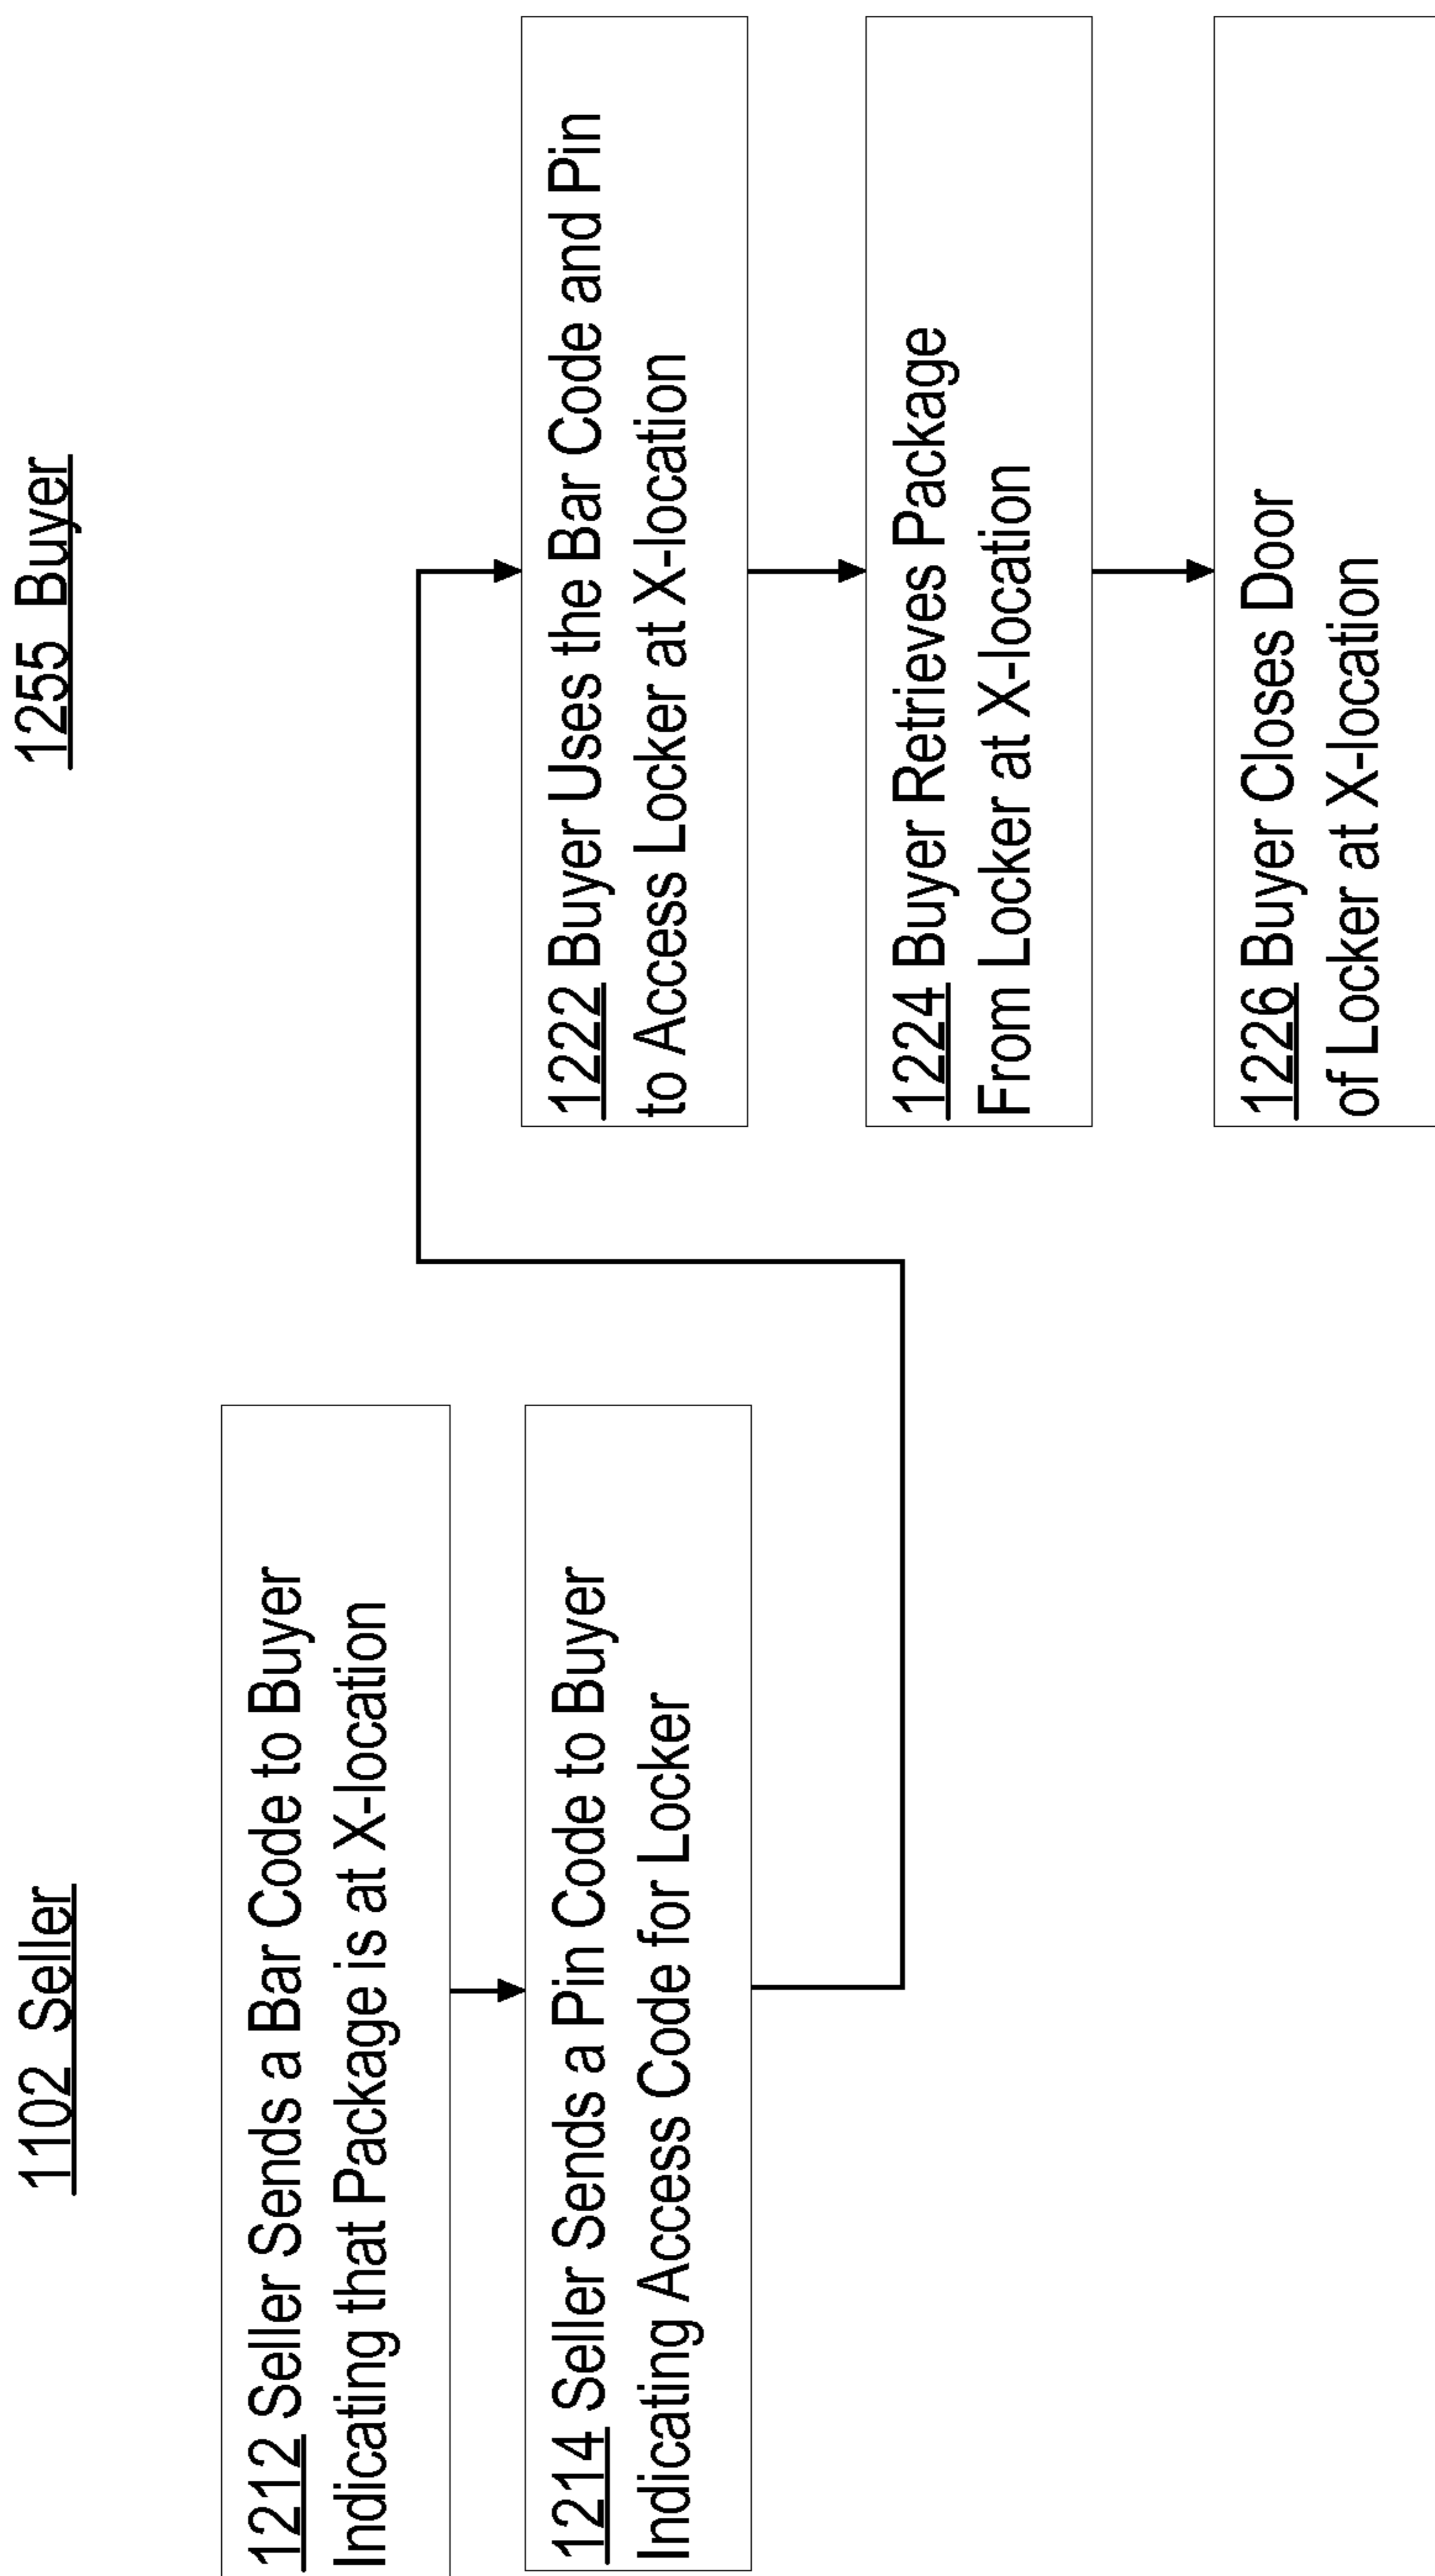 1102 Seller
1212 Seller Sends a Bar Code to Buyer
Indicating that Package is at X-location
1214 Seller Sends a Pin Code to Buyer
Indicating Access Code for Locker
1255 Buyer
1222 Buyer Uses the Bar Code and Pin
to Access Locker at X-location
1224 Buyer Retrieves Package
From Locker at X-location
1226 Buyer Closes Door
of Locker at X-location